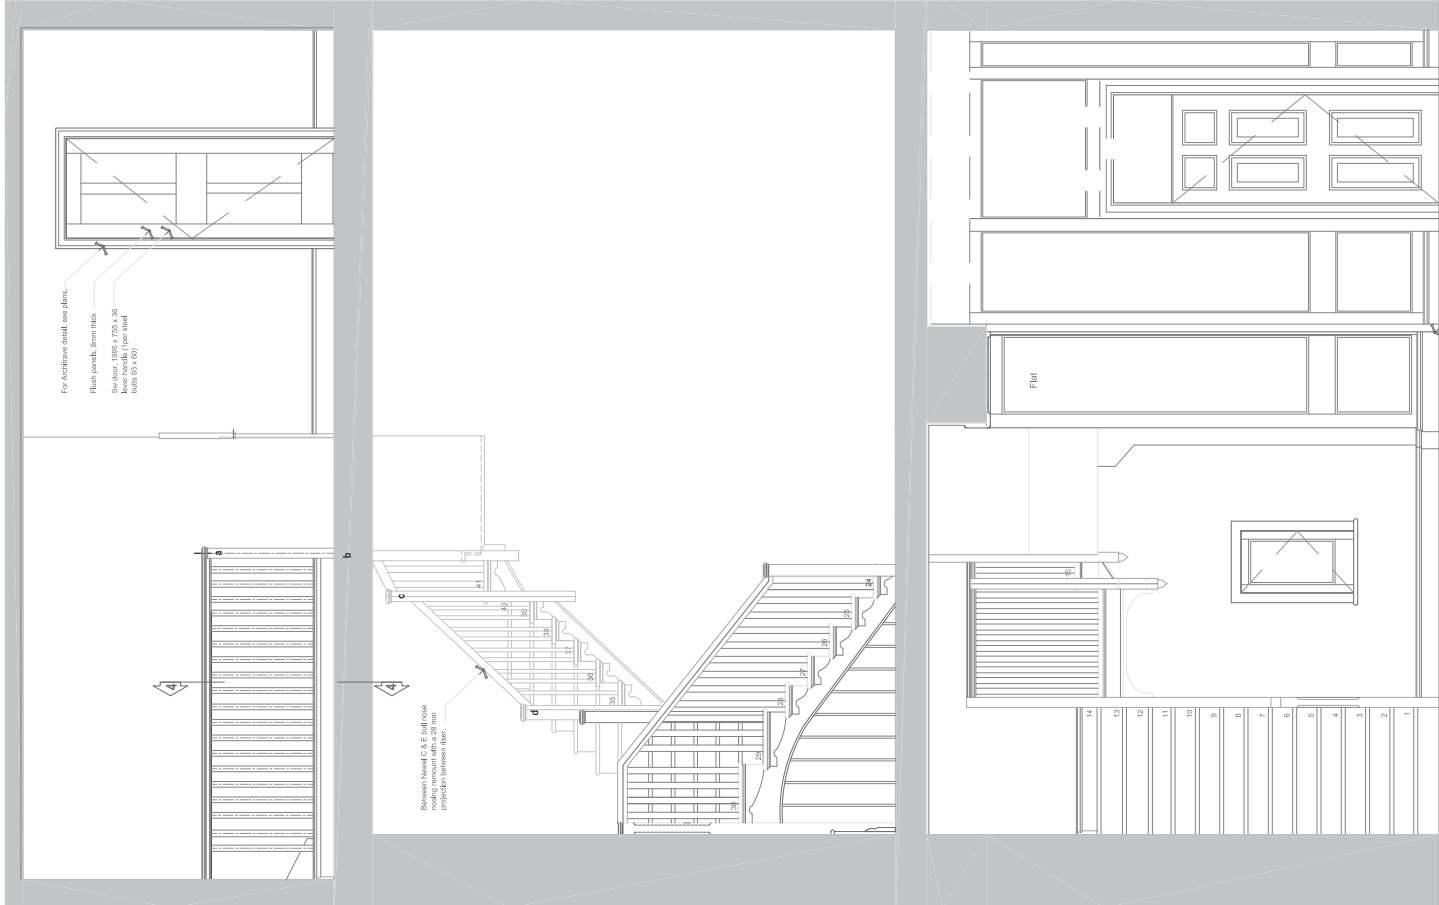 For Architrave detail, see plans.
Flush panels, 8mm thick
Sw door, 1995 x 755 x 36
lever handle (1per steel
butts 93 x 60)
a
b
4
4
c
d
Between Newel C & E bull nose
nosing remount with a 28 mm
projection between riser.
41
40
39
38
37
36
35
24
25
26
27
28
29
30
Flat
15
14
13
12
11
10
9
8
7
6
5
4
3
2
1